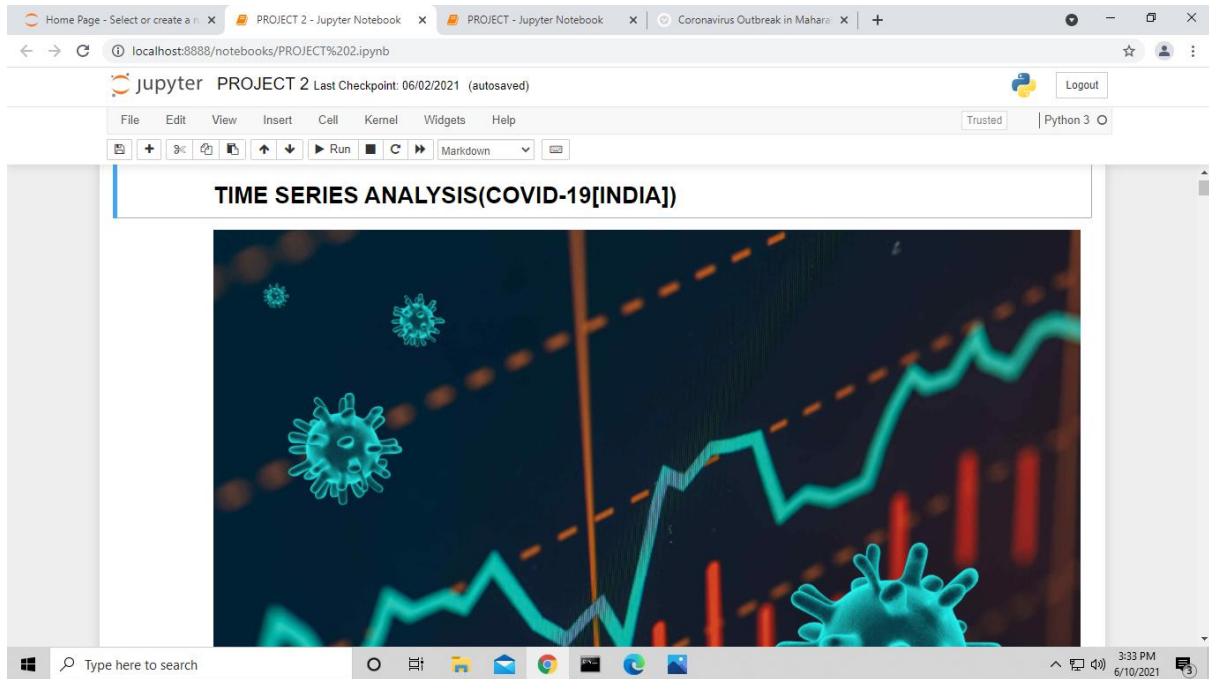 Home Page - Select or create a n
PROJECT 2 - Jupyter Notebook
PROJECT - Jupyter Notebook
Coronavirus Outbreak in Mahara
localhost:8888/notebooks/PROJECT%202.ipynb
jupyter PROJECT 2 Last Checkpoint: 06/02/2021 (autosaved)
Logout
File Edit View Insert Cell Kernel Widgets Help
Trusted
Python 3
Run
Markdown
TIME SERIES ANALYSIS(COVID-19[INDIA])
Type here to search
3:33 PM
6/10/2021
3